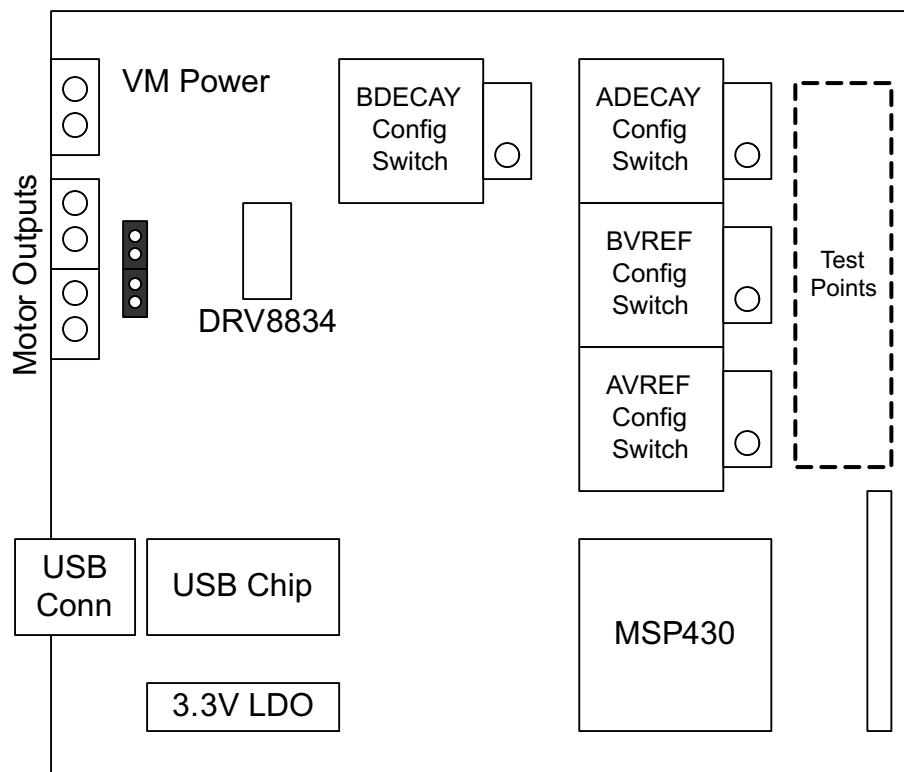 VM Power
BDECAY
Config
Switch
ADECAY
Config
Switch
Motor Outputs
DRV8834
BVREF
Config
Switch
Test
Points
AVREF
Config
Switch
USB
Conn
USB Chip
MSP430
3.3V LDO